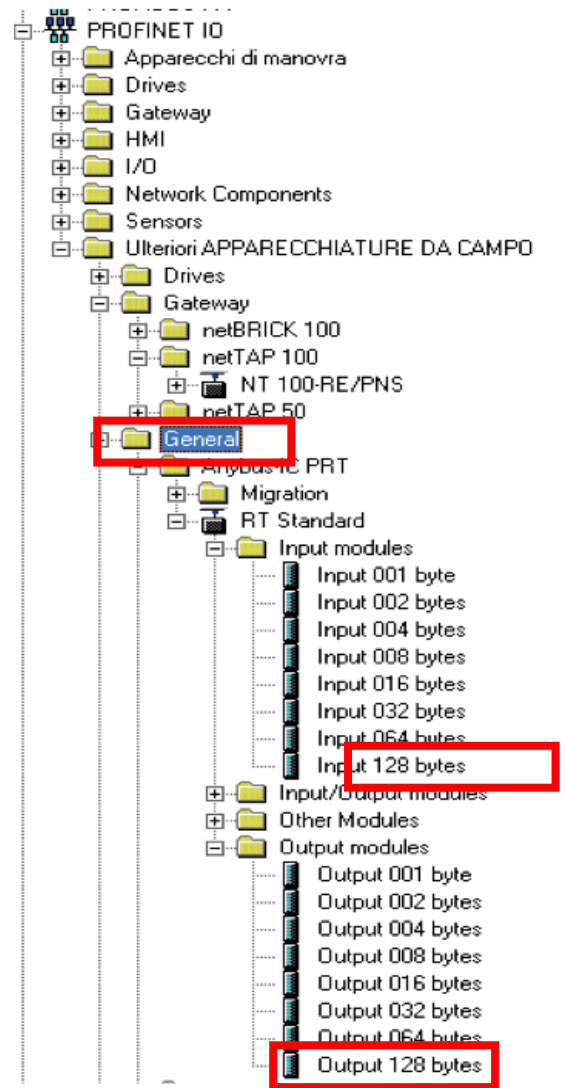 PROFINET IO
Apparecchi di manovra
Drives
Gateway
HMI
I/O
Network Components
Sensors
Ulteriori APPARECCHIATURE DA CAMPO
Drives
Gateway
netBRICK 100
netTAP 100
NT 100-RE/PNS
netTAP 50
General
Anybus-IC PRT
Migration
RT Standard
Input modules
Input 001 byte
Input 002 bytes
Input 004 bytes
Input 008 bytes
Input 016 bytes
Input 032 bytes
Input 064 bytes
Input 128 bytes
Input/Output modules
Other Modules
Output modules
Output 001 byte
Output 002 bytes
Output 004 bytes
Output 008 bytes
Output 016 bytes
Output 032 bytes
Output 064 bytes
Output 128 bytes